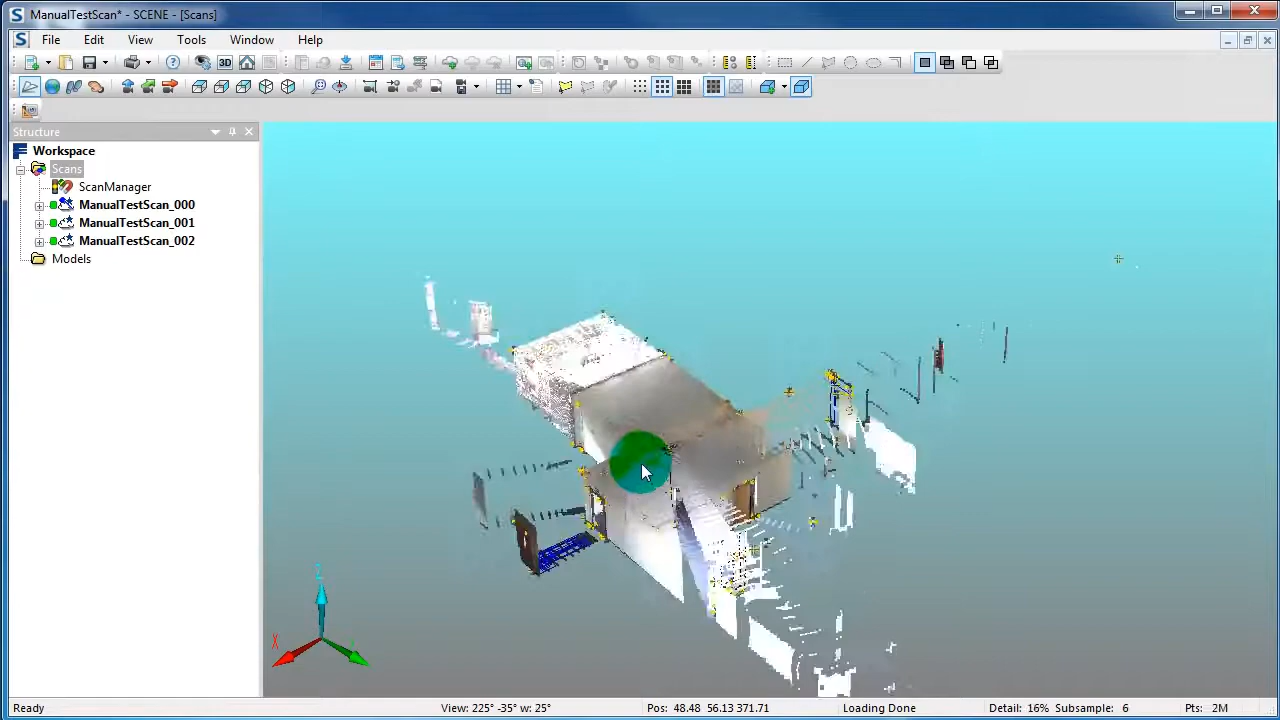 ManualTestScan* - SCENE - [Scans]
File Edit View Tools Window Help
3D
Structure
Workspace
Scans
ScanManager
ManualTestScan_000
ManualTestScan_001
ManualTestScan_002
Models
Z
X
Ready View: 225° -35° w: 25° Pos: 48.48 56.13 371.71 Loading Done Detail: 16% Subsample: 6 Pts: 2M